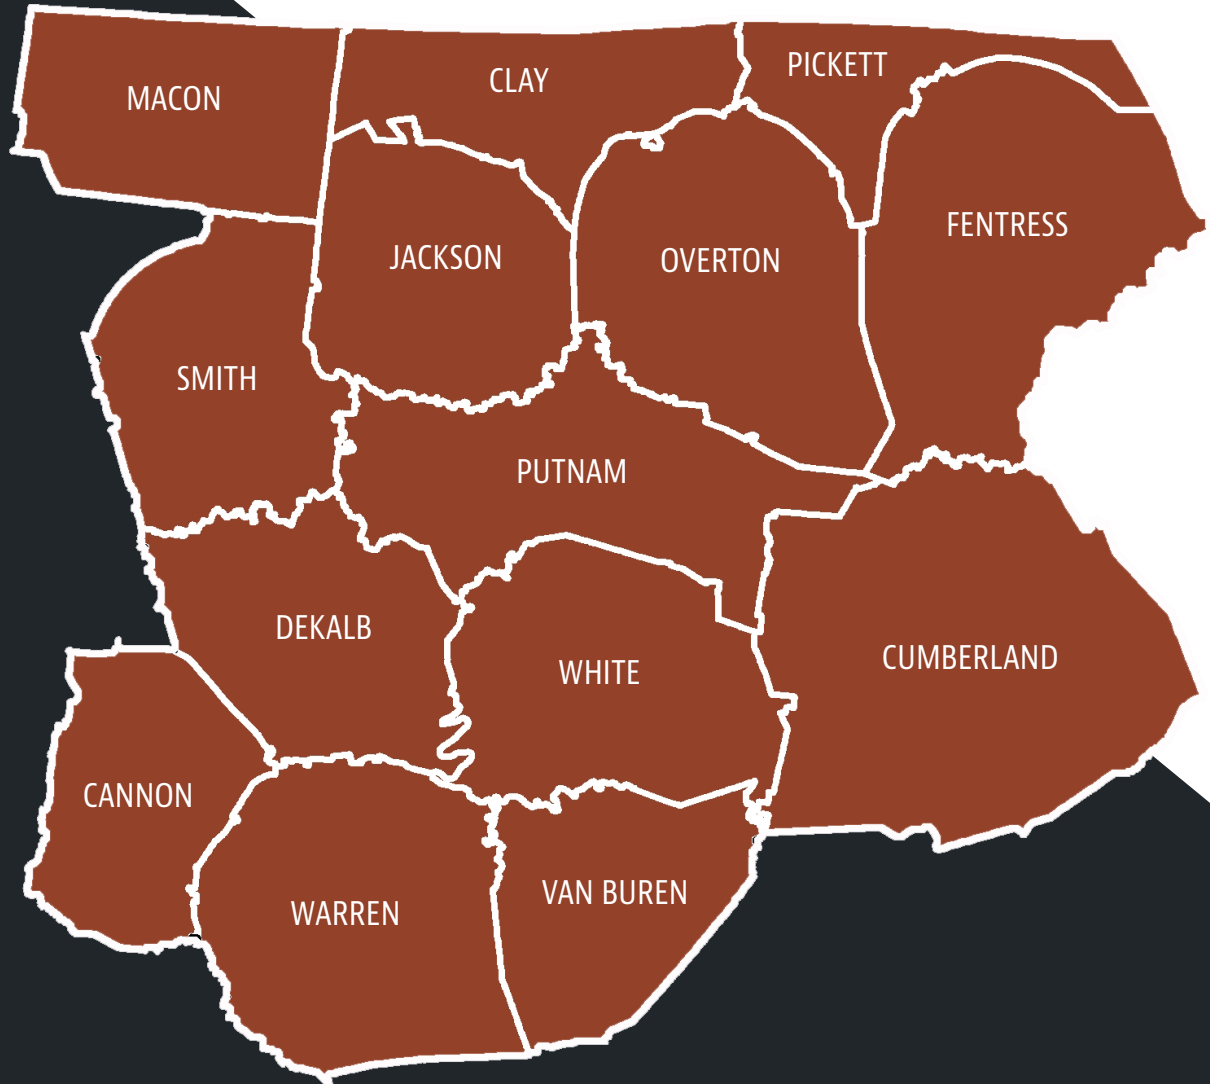 PICKETT
CLAY
MACON
FENTRESS
JACKSON
OVERTON
SMITH
PUTNAM
DEKALB
CUMBERLAND
WHITE
CANNON
VAN BUREN
WARREN